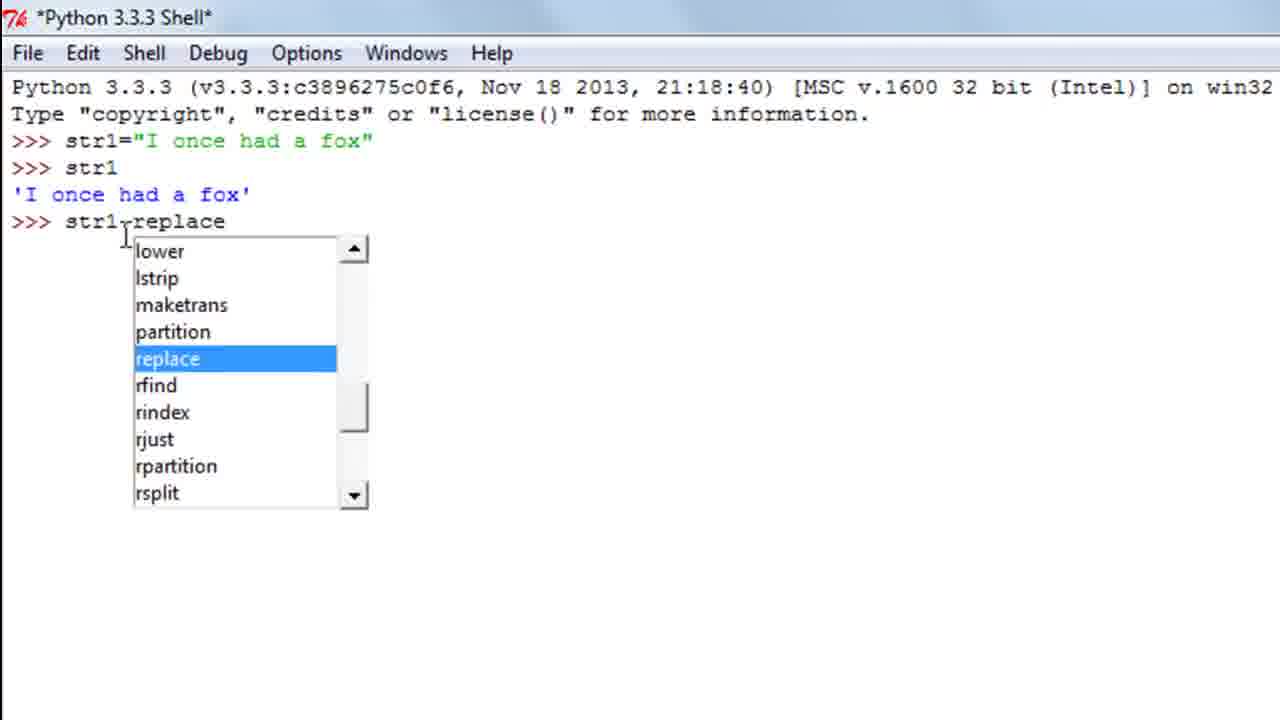 *Python 3.3.3 Shell*
File Edit Shell Debug Options Windows Help
Python 3.3.3 (v3.3.3:c3896275c0f6, Nov 18 2013, 21:18:40) [MSC v.1600 32 bit (Intel)] on win32
Type "copyright", "credits" or "license()" for more information.
>>> str1="I once had a fox"
>>> str1
'I once had a fox'
>>> str1.replace
lower
lstrip
maketrans
partition
replace
rfind
rindex
rjust
rpartition
rsplit